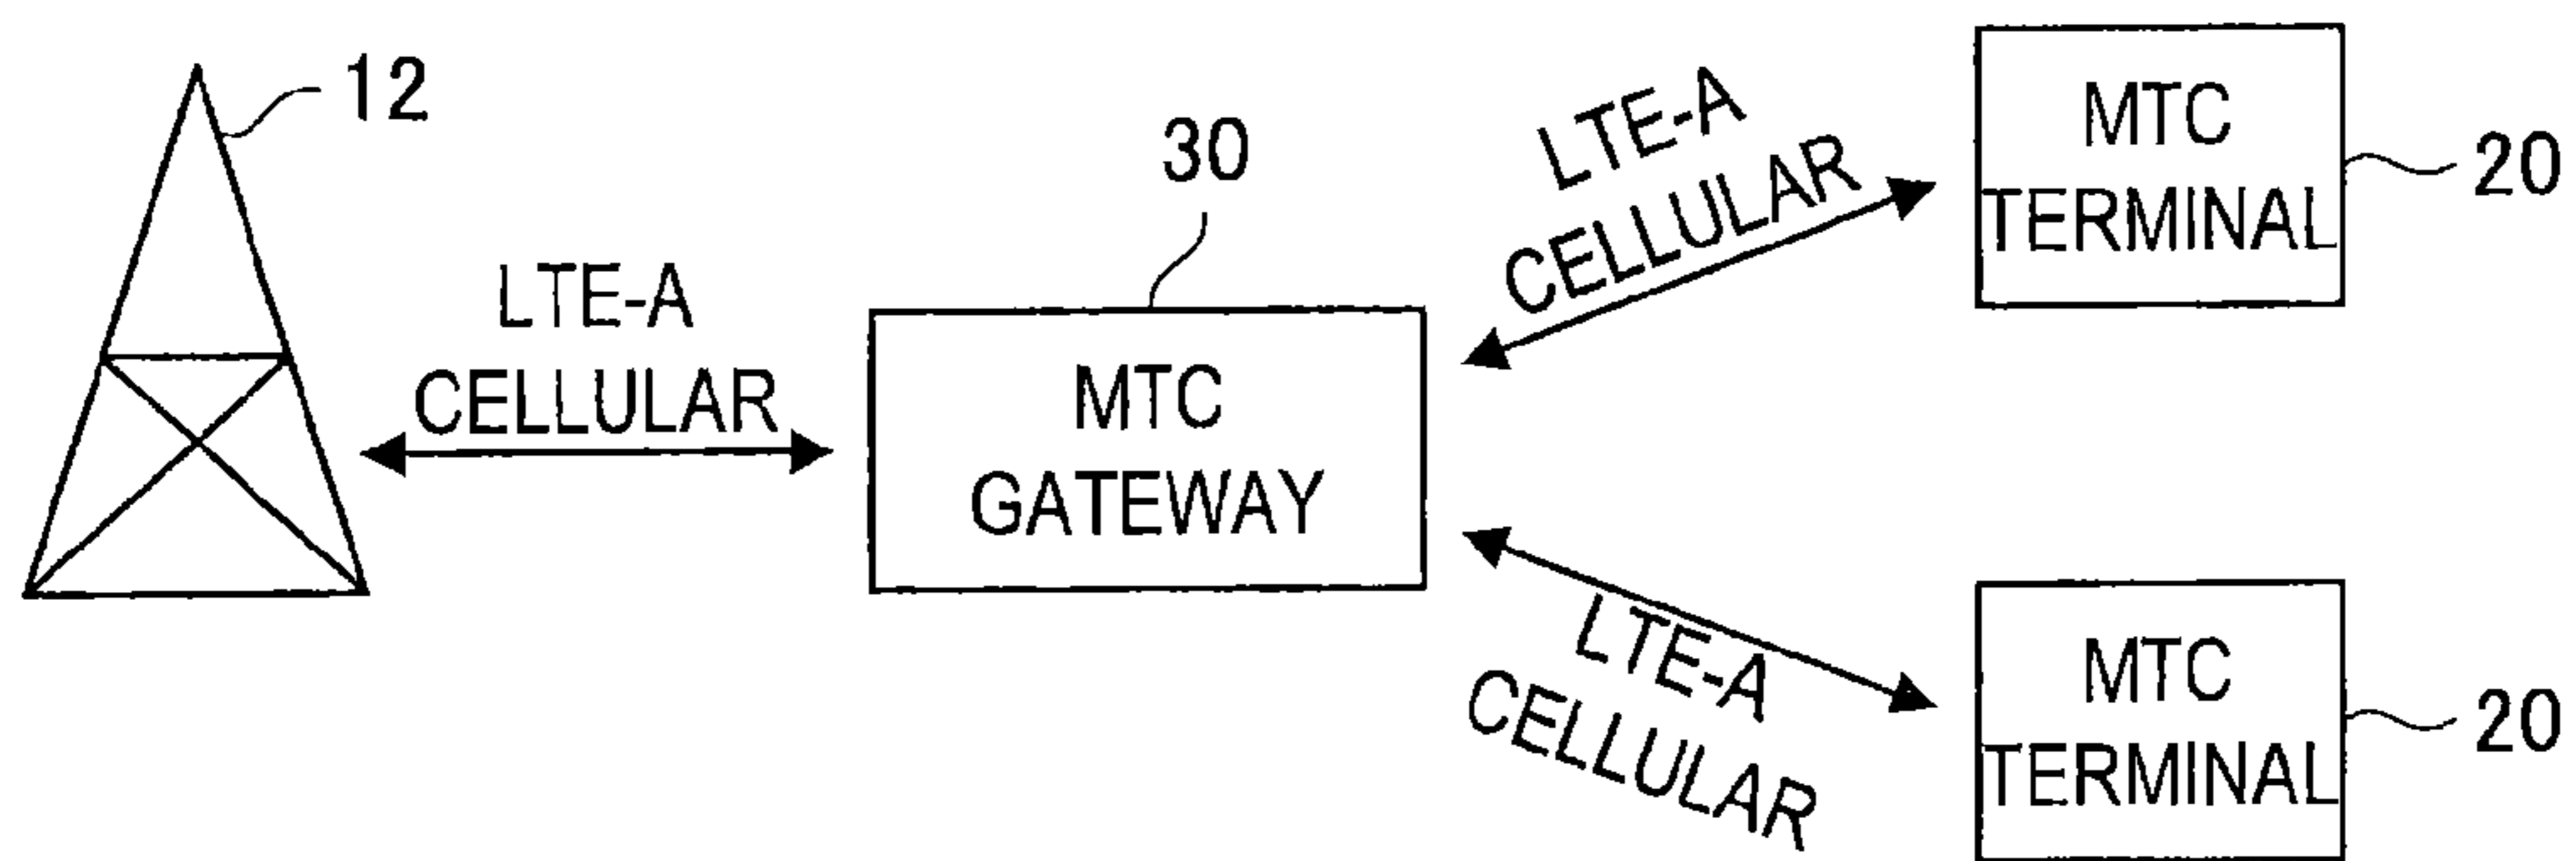 12
LTE-A
CELLULAR
30
MTC
GATEWAY
LTE-A
CELLULAR
MTC
TERMINAL
20
LTE-A
CELLULAR
MTC
TERMINAL
20